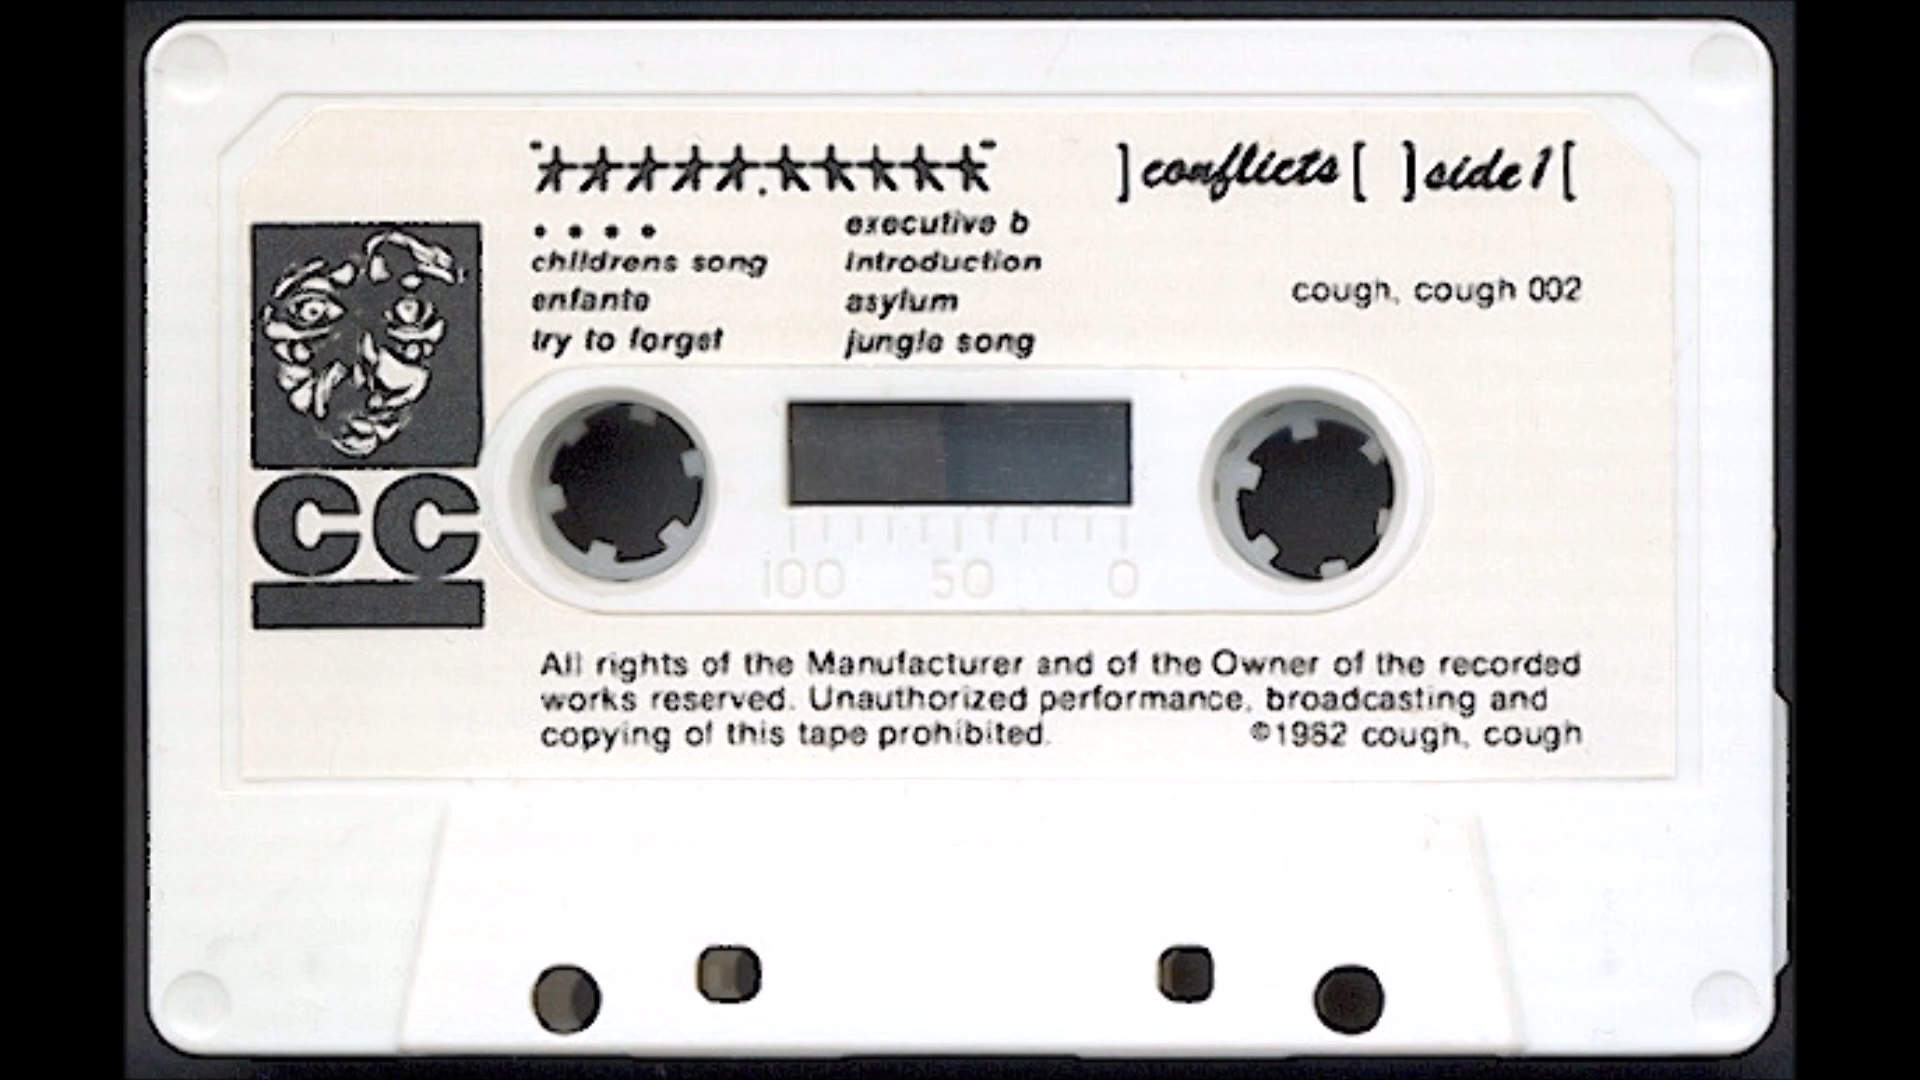 ]conflicts[ ]side 1[
. . . .
childrens song
enfante
try to forget
executive b
introduction
asylum
jungle song
cough, cough 002
CC
100 50 0
All rights of the Manufacturer and of the Owner of the recorded
works reserved. Unauthorized performance, broadcasting and
copying of this tape prohibited.
©1982 cough, cough